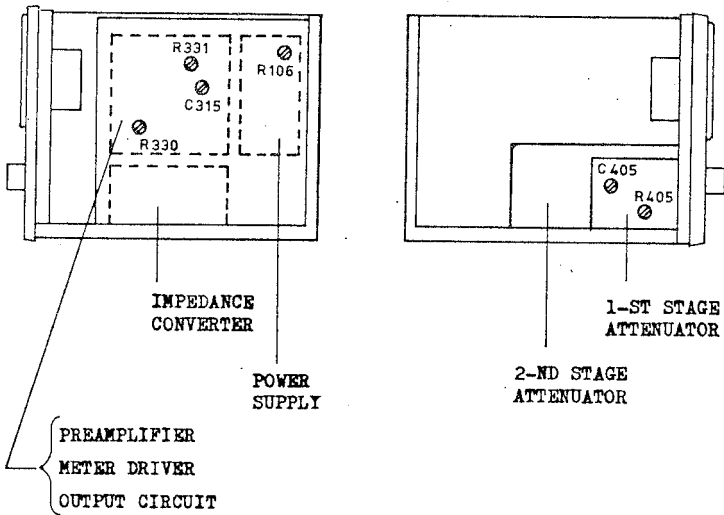 R331
R106
C315
R330
C405
R405
IMPEDANCE
CONVERTER
1-ST STAGE
ATTENUATOR
POWER
SUPPLY
2-ND STAGE
ATTENUATOR
PREAMPLIFIER
METER DRIVER
OUTPUT CIRCUIT